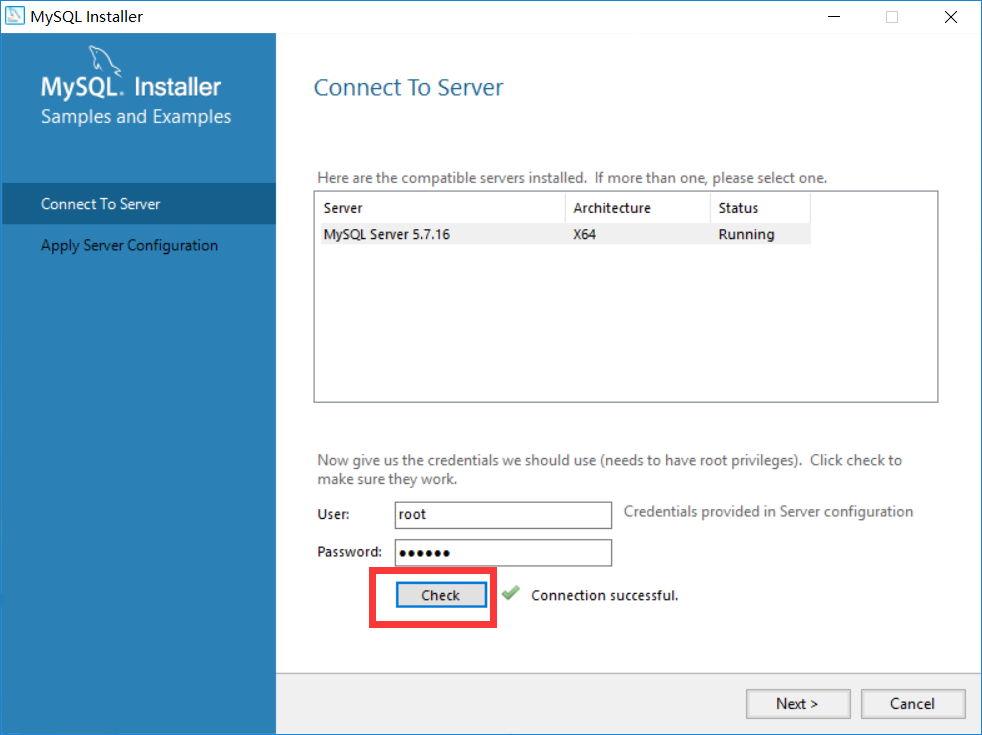 MySQL Installer
MySQL. Installer
Samples and Examples
Connect To Server
Apply Server Configuration
Connect To Server
Here are the compatible servers installed.  If more than one, please select one.
Server Architecture Status
MySQL Server 5.7.16 X64 Running
Now give us the credentials we should use (needs to have root privileges).  Click check to
make sure they work.
User: root Credentials provided in Server configuration
Password: ●●●●●●
Check Connection successful.
Next > Cancel